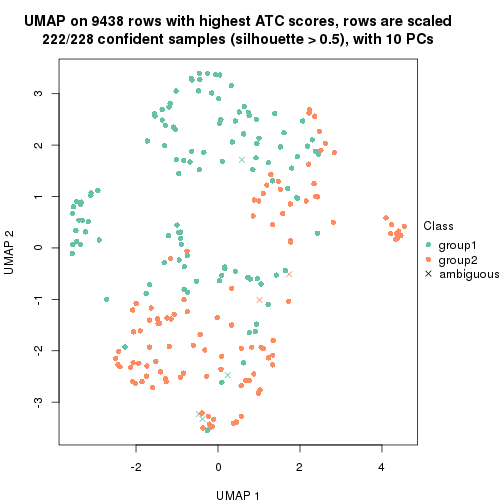 UMAP on 9438 rows with highest ATC scores, rows are scaled
222/228 confident samples (silhouette > 0.5), with 10 PCs
3
2
1
0
-1
-2
-3
UMAP 2
-2
0
2
4
UMAP 1
Class
group1
group2
ambiguous